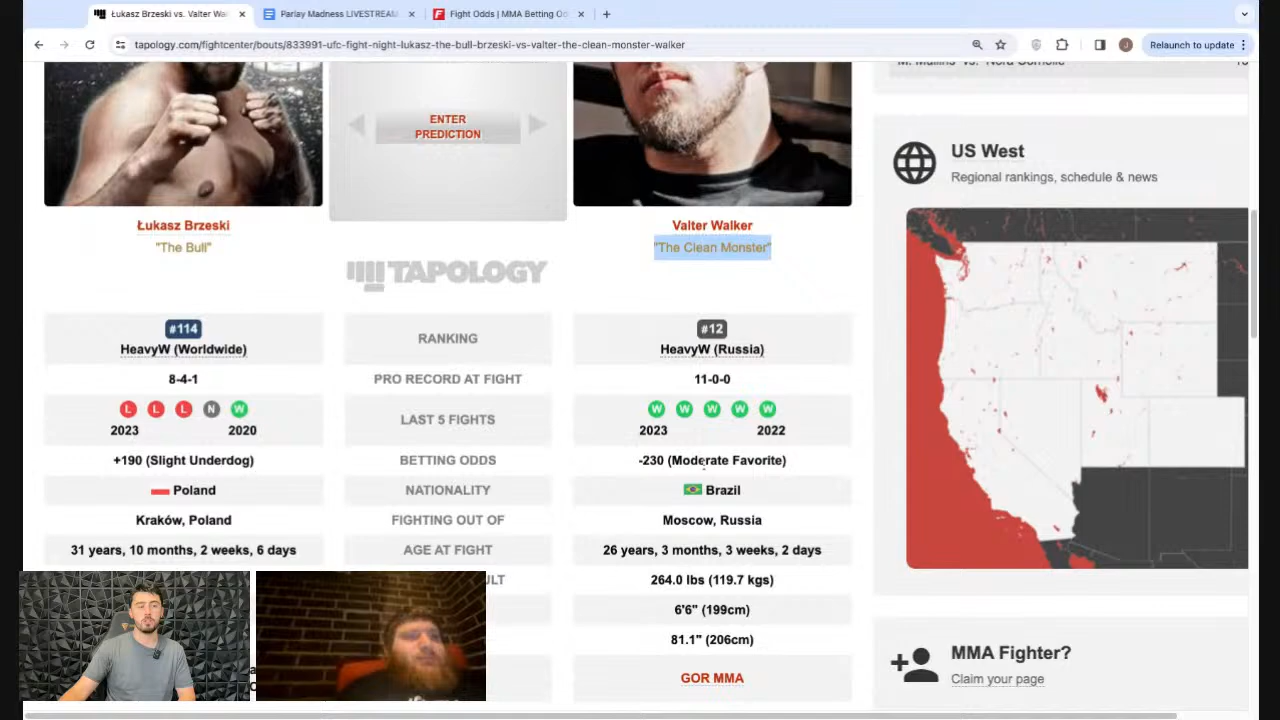 Łukasz Brzeski vs. Valter Wal
Parlay Madness LIVESTREAM
Fight Odds | MMA Betting Od
tapology.com/fightcenter/bouts/833991-ufc-fight-night-lukasz-the-bull-brzeski-vs-valter-the-clean-monster-walker
Relaunch to update
ENTER
PREDICTION
US West
Regional rankings, schedule & news
Łukasz Brzeski
"The Bull"
Valter Walker
"The Clean Monster"
TAPOLOGY
#114
HeavyW (Worldwide)
RANKING
#12
HeavyW (Russia)
8-4-1
PRO RECORD AT FIGHT
11-0-0
L L L N W
2023 2020
LAST 5 FIGHTS
W W W W W
2023 2022
+190 (Slight Underdog)
BETTING ODDS
-230 (Moderate Favorite)
Poland
NATIONALITY
Brazil
Kraków, Poland
FIGHTING OUT OF
Moscow, Russia
31 years, 10 months, 2 weeks, 6 days
AGE AT FIGHT
26 years, 3 months, 3 weeks, 2 days
ULT
264.0 lbs (119.7 kgs)
6'6" (199cm)
81.1" (206cm)
GOR MMA
MMA Fighter?
Claim your page